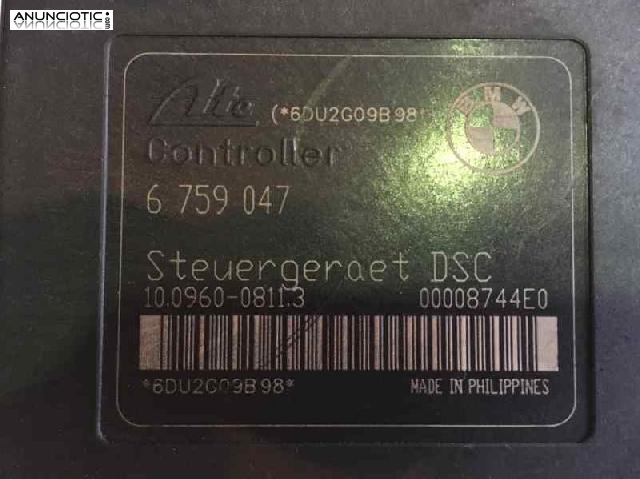 ANUNCIOTIC.com
Ate (*6DU2G09B98*
BMW
Controller
6 759 047
Steuergeraet DSC
10.0960-0811.3 00008744E0
*6DU2G09B98* MADE IN PHILIPPINES